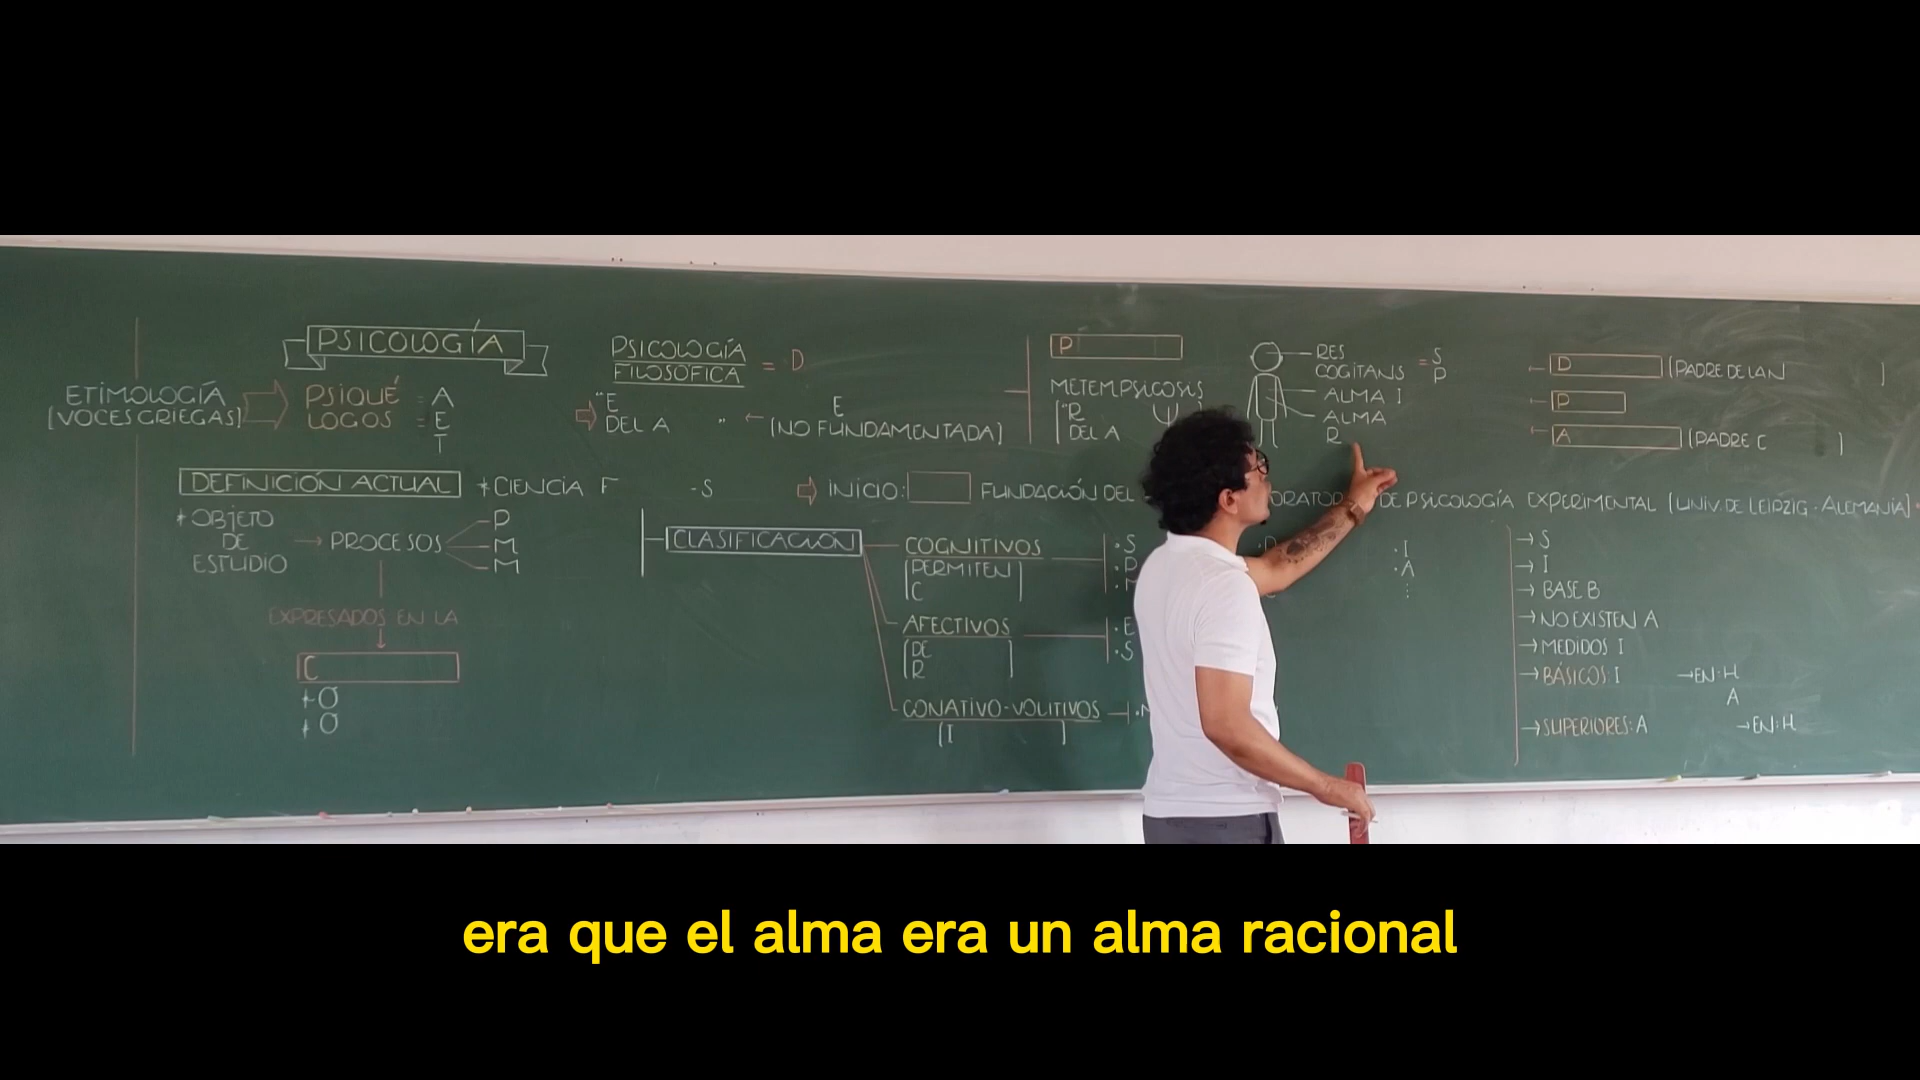 PSICOLOGÍA
ETIMOLOGÍA
(VOCES GRIEGAS)
PSIQUÉ = A
LOGOS = E
T
DEFINICIÓN ACTUAL
* CIENCIA F - S
* OBJETO
DE
ESTUDIO
→ PROCESOS
P
M
M
EXPRESADOS EN LA
C
+ O
+ O
PSICOLOGÍA
FILOSÓFICA = D
"E
DEL A "
← E
(NO FUNDAMENTADA)
P
METEMPSICOSIS
("R
DEL A
RES
COGITANS = S
P
ALMA I
ALMA
R
D (PADRE DE LA N )
P
A (PADRE C )
INICIO: FUNDACIÓN DEL
ORATOR DE PSICOLOGÍA EXPERIMENTAL (UNIV. DE LEIPZIG - ALEMANIA)
CLASIFICACIÓN
COGNITIVOS
(PERMITEN
C )
· S
· P
AFECTIVOS
(DE
R )
· E
· S
CONATIVO-VOLITIVOS
(I )
· I
· A
→ S
→ I
→ BASE B
→ NO EXISTEN A
→ MEDIDOS I
→ BÁSICOS: I → EN: H
A
→ SUPERIORES: A → EN: H
era que el alma era un alma racional